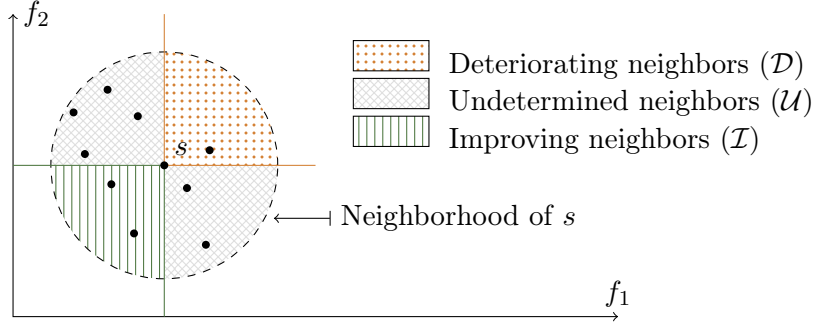 f₂
Deteriorating neighbors (𝒟)
Undetermined neighbors (𝒰)
Improving neighbors (ℐ)
s
Neighborhood of s
f₁